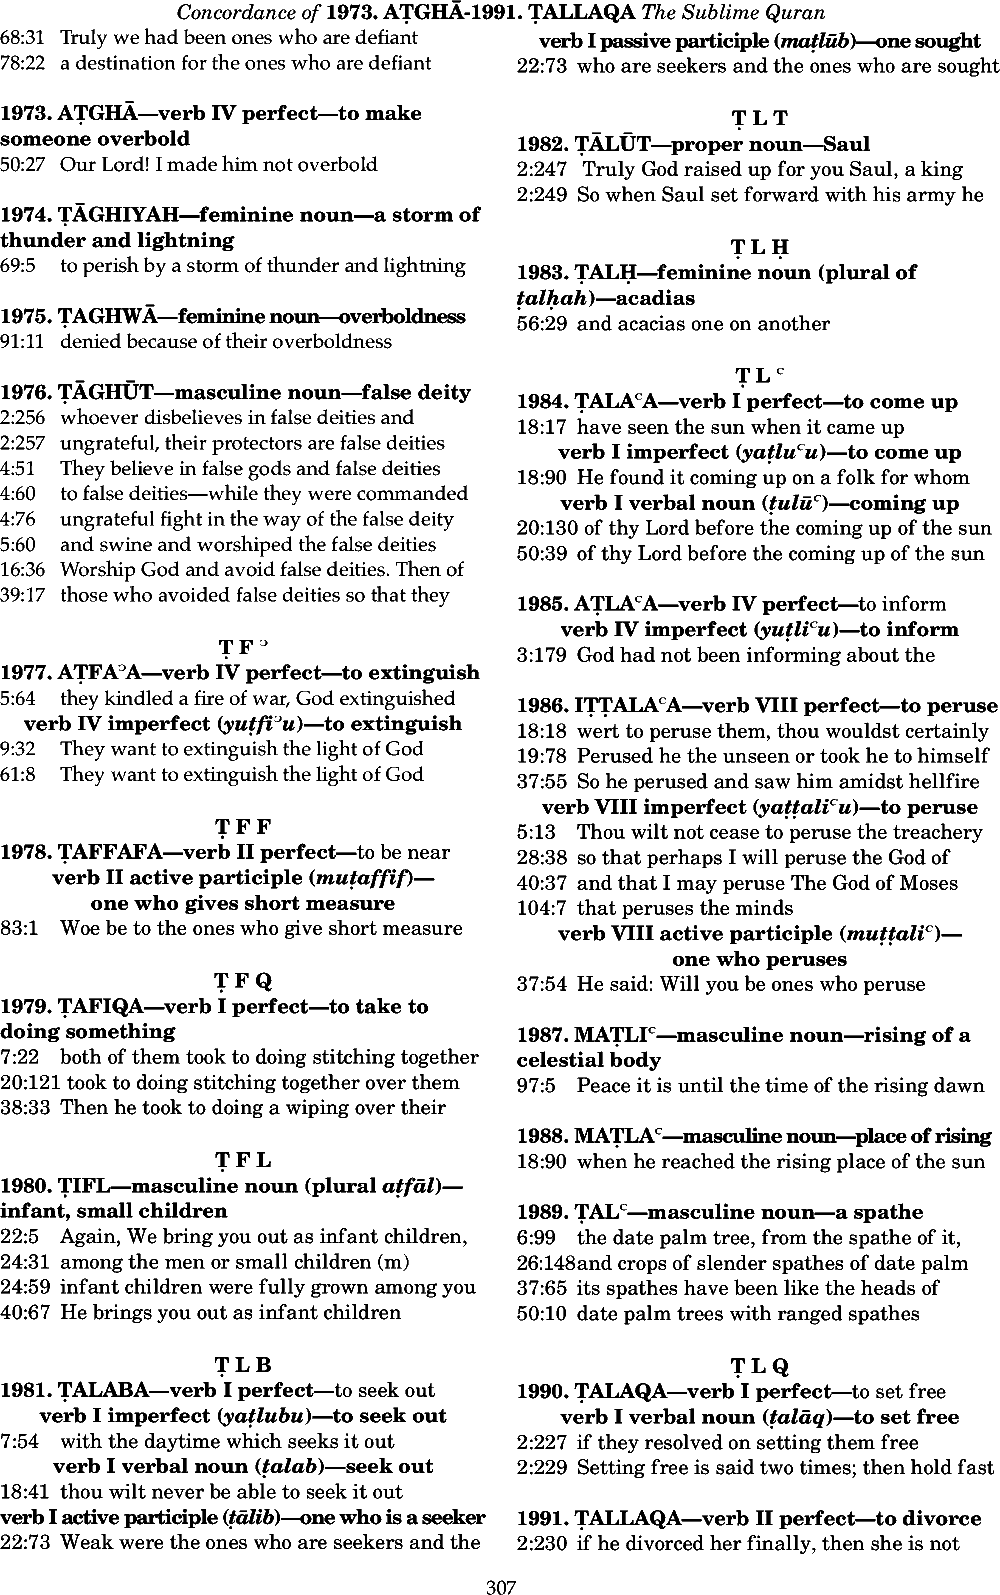 Concordance of 1973. AṬGHĀ-1991. ṬALLAQA The Sublime Quran
68:31 Truly we had been ones who are defiant
78:22 a destination for the ones who are defiant
1973. AṬGHĀ—verb IV perfect—to make
someone overbold
50:27 Our Lord! I made him not overbold
1974. ṬĀGHIYAH—feminine noun—a storm of
thunder and lightning
69:5 to perish by a storm of thunder and lightning
1975. ṬAGHWĀ—feminine noun—overboldness
91:11 denied because of their overboldness
1976. ṬĀGHŪT—masculine noun—false deity
2:256 whoever disbelieves in false deities and
2:257 ungrateful, their protectors are false deities
4:51 They believe in false gods and false deities
4:60 to false deities—while they were commanded
4:76 ungrateful fight in the way of the false deity
5:60 and swine and worshiped the false deities
16:36 Worship God and avoid false deities. Then of
39:17 those who avoided false deities so that they
Ṭ F ᵓ
1977. AṬFAᵓA—verb IV perfect—to extinguish
5:64 they kindled a fire of war, God extinguished
verb IV imperfect (yuṭfiᵓu)—to extinguish
9:32 They want to extinguish the light of God
61:8 They want to extinguish the light of God
Ṭ F F
1978. ṬAFFAFA—verb II perfect—to be near
verb II active participle (muṭaffif)—
one who gives short measure
83:1 Woe be to the ones who give short measure
Ṭ F Q
1979. ṬAFIQA—verb I perfect—to take to
doing something
7:22 both of them took to doing stitching together
20:121 took to doing stitching together over them
38:33 Then he took to doing a wiping over their
Ṭ F L
1980. ṬIFL—masculine noun (plural aṭfāl)—
infant, small children
22:5 Again, We bring you out as infant children,
24:31 among the men or small children (m)
24:59 infant children were fully grown among you
40:67 He brings you out as infant children
Ṭ L B
1981. ṬALABA—verb I perfect—to seek out
verb I imperfect (yaṭlubu)—to seek out
7:54 with the daytime which seeks it out
verb I verbal noun (ṭalab)—seek out
18:41 thou wilt never be able to seek it out
verb I active participle (ṭālib)—one who is a seeker
22:73 Weak were the ones who are seekers and the
verb I passive participle (maṭlūb)—one sought
22:73 who are seekers and the ones who are sought
Ṭ L T
1982. ṬĀLŪT—proper noun—Saul
2:247 Truly God raised up for you Saul, a king
2:249 So when Saul set forward with his army he
Ṭ L Ḥ
1983. ṬALḤ—feminine noun (plural of
ṭalḥah)—acadias
56:29 and acacias one on another
Ṭ L ᶜ
1984. ṬALAᶜA—verb I perfect—to come up
18:17 have seen the sun when it came up
verb I imperfect (yaṭluᶜu)—to come up
18:90 He found it coming up on a folk for whom
verb I verbal noun (ṭulūᶜ)—coming up
20:130 of thy Lord before the coming up of the sun
50:39 of thy Lord before the coming up of the sun
1985. AṬLAᶜA—verb IV perfect—to inform
verb IV imperfect (yuṭliᶜu)—to inform
3:179 God had not been informing about the
1986. IṬṬALAᶜA—verb VIII perfect—to peruse
18:18 wert to peruse them, thou wouldst certainly
19:78 Perused he the unseen or took he to himself
37:55 So he perused and saw him amidst hellfire
verb VIII imperfect (yaṭṭaliᶜu)—to peruse
5:13 Thou wilt not cease to peruse the treachery
28:38 so that perhaps I will peruse the God of
40:37 and that I may peruse The God of Moses
104:7 that peruses the minds
verb VIII active participle (muṭṭaliᶜ)—
one who peruses
37:54 He said: Will you be ones who peruse
1987. MAṬLIᶜ—masculine noun—rising of a
celestial body
97:5 Peace it is until the time of the rising dawn
1988. MAṬLAᶜ—masculine noun—place of rising
18:90 when he reached the rising place of the sun
1989. ṬALᶜ—masculine noun—a spathe
6:99 the date palm tree, from the spathe of it,
26:148and crops of slender spathes of date palm
37:65 its spathes have been like the heads of
50:10 date palm trees with ranged spathes
Ṭ L Q
1990. ṬALAQA—verb I perfect—to set free
verb I verbal noun (ṭalāq)—to set free
2:227 if they resolved on setting them free
2:229 Setting free is said two times; then hold fast
1991. ṬALLAQA—verb II perfect—to divorce
2:230 if he divorced her finally, then she is not
307